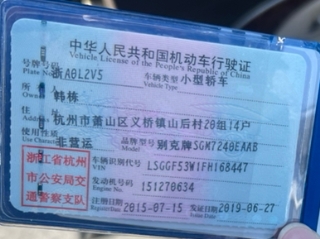 中华人民共和国机动车行驶证
Vehicle License of the People's Republic of China
号牌号码 浙A0L2V5 车辆类型 小型轿车
Plate No. Vehicle Type
所有人 韩栋
住址 杭州市萧山区义桥镇山后村20组14户
使用性质 非营运 品牌型号 别克牌SGM7240EAAB
Use Character Model
浙江省杭州 车辆识别代号 LSGGF53W1FH168447
VIN
市公安局交 发动机号码 151270634
Engine No.
通警察支队 注册日期 2015-07-15 发证日期 2019-06-27
Register Date Issue Date